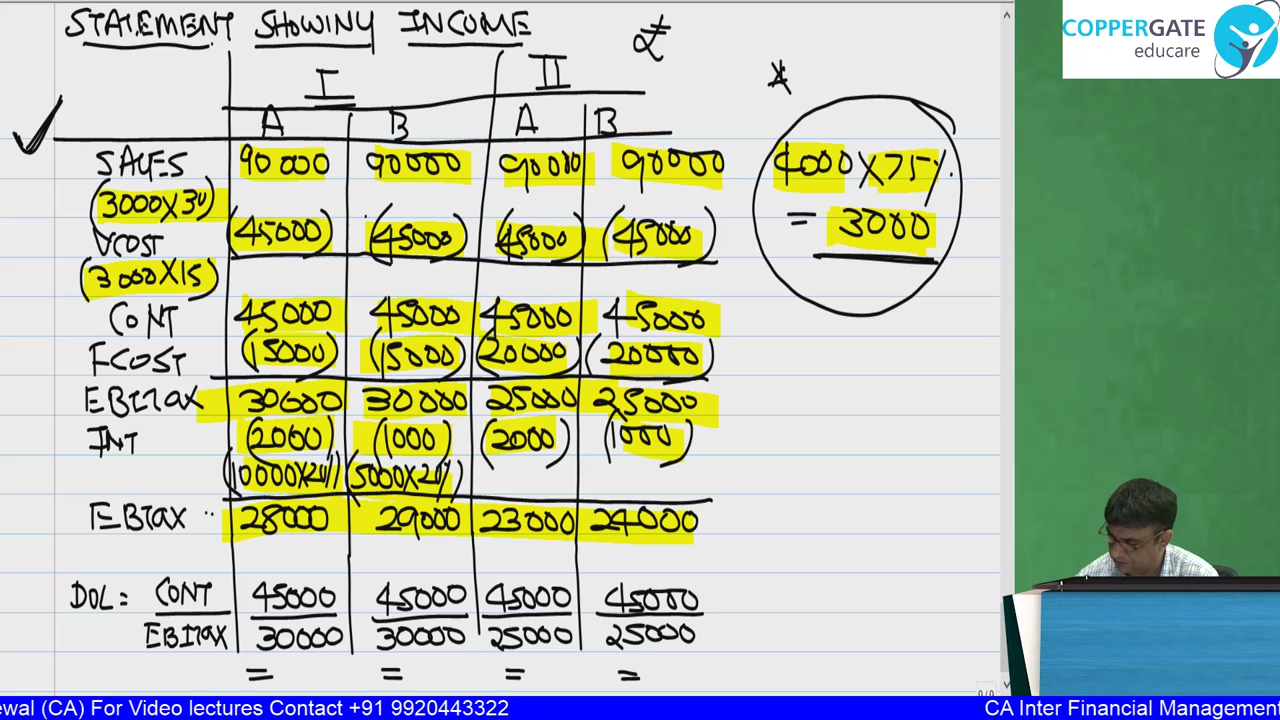 STATEMENT SHOWING INCOME ₹
I II
A B A B
SALES 90000 90000 90000 90000
(3000X30)
VCOST (45000) (45000) (45000) (45000)
(3000X15)
CONT 45000 45000 45000 45000
FCOST (15000) (15000) (20000) (20000)
EBITAX 30000 30000 25000 25000
INT (2000) (1000) (2000) (1000)
(10000X20%) (5000X20%)
EBTAX 28000 29000 23000 24000
DOL = CONT 45000 45000 45000 45000
EBITAX 30000 30000 25000 25000
= = = =
*
4000X75%
= 3000
COPPERGATE
educare
ewal (CA) For Video lectures Contact +91 9920443322
CA Inter Financial Management